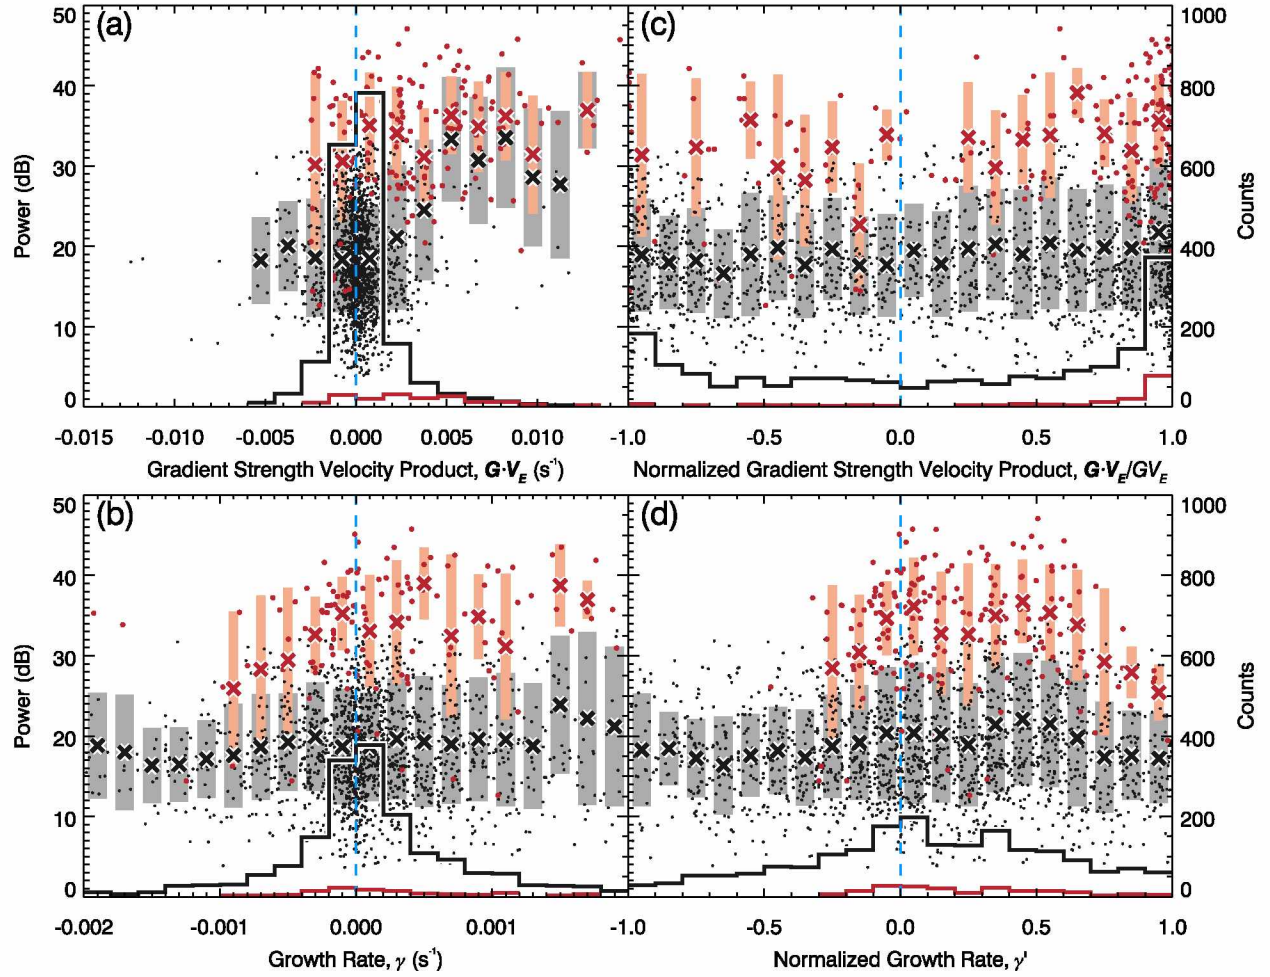 (a)
50
40
30
20
10
0
Power (dB)
-0.015 -0.010 -0.005 0.000 0.005 0.010
Gradient Strength Velocity Product, G·V_E (s⁻¹)
(c)
1000
800
600
400
200
0
Counts
-1.0 -0.5 0.0 0.5 1.0
Normalized Gradient Strength Velocity Product, G·V_E/GV_E
(b)
50
40
30
20
10
0
Power (dB)
-0.002 -0.001 0.000 0.001
Growth Rate, γ (s⁻¹)
(d)
1000
800
600
400
200
0
Counts
-1.0 -0.5 0.0 0.5 1.0
Normalized Growth Rate, γ'